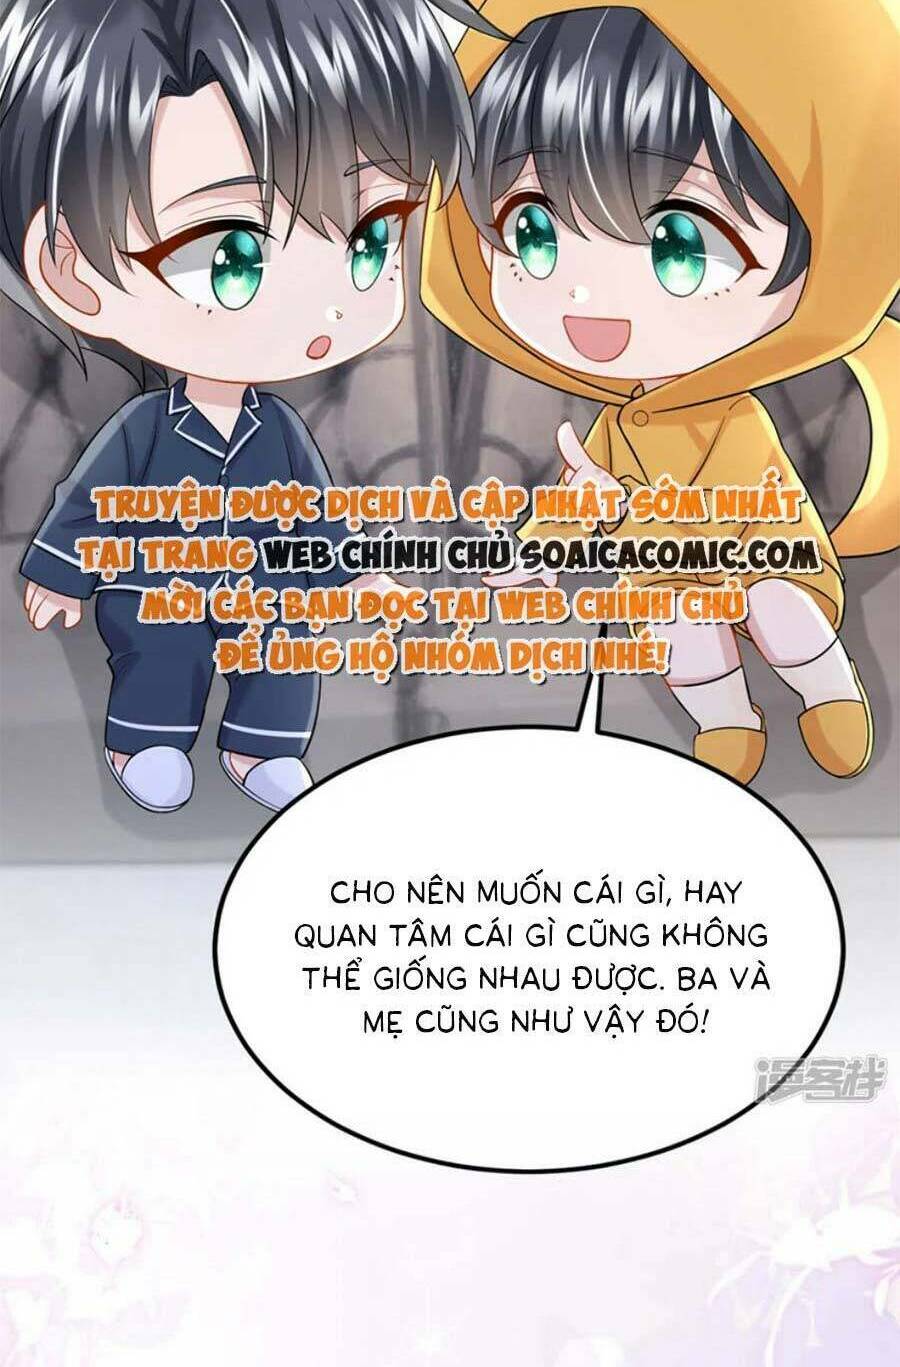 TRUYỆN ĐƯỢC DỊCH VÀ CẬP NHẬT SỚM NHẤT
TẠI TRANG WEB CHÍNH CHỦ SOAICACOMIC.COM
MỜI CÁC BẠN ĐỌC TẠI WEB CHÍNH CHỦ
ĐỂ ỦNG HỘ NHÓM DỊCH NHÉ!
CHO NÊN MUỐN CÁI GÌ, HAY
QUAN TÂM CÁI GÌ CŨNG KHÔNG
THỂ GIỐNG NHAU ĐƯỢC. BA VÀ
MẸ CŨNG NHƯ VẬY ĐÓ!
漫客栈